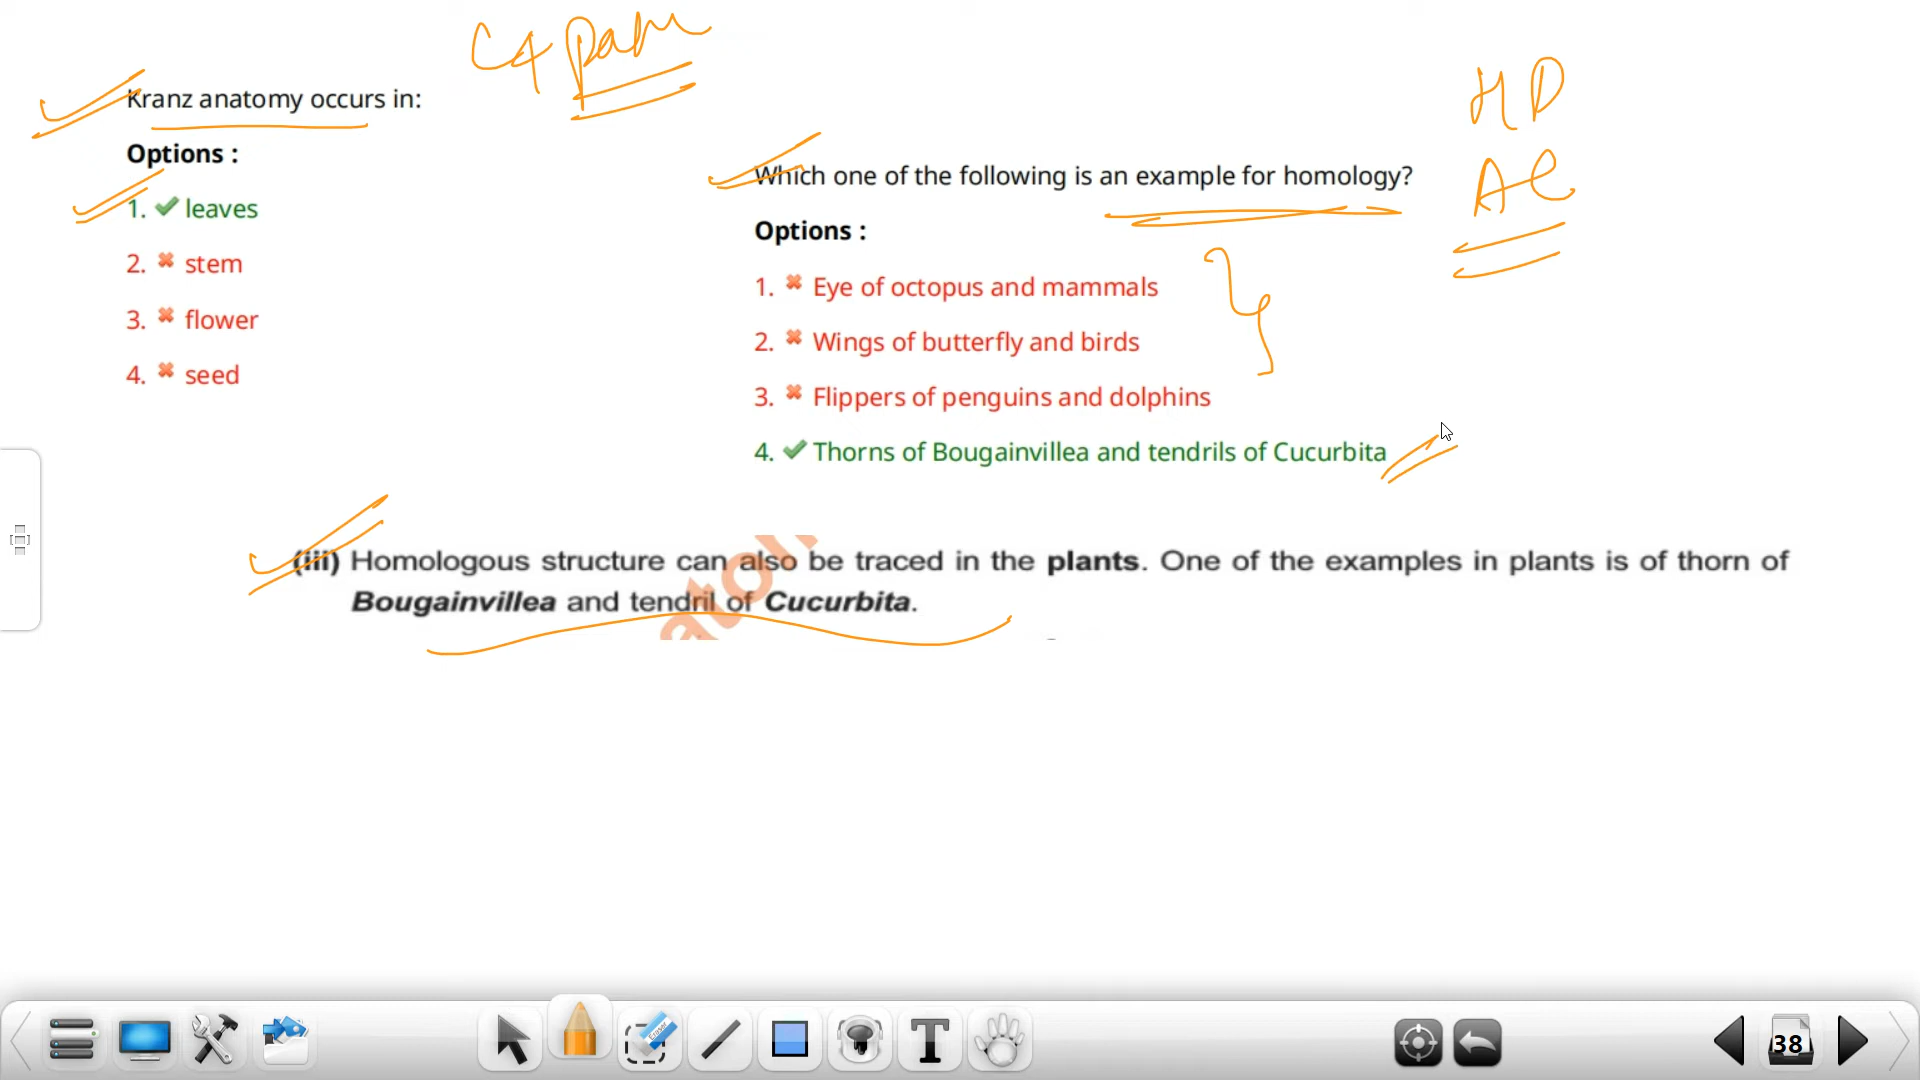 C4 pam
Kranz anatomy occurs in:
Options :
1. leaves
2. stem
3. flower
4. seed
H D
A C
Which one of the following is an example for homology?
Options :
1. Eye of octopus and mammals
2. Wings of butterfly and birds
3. Flippers of penguins and dolphins
4. Thorns of Bougainvillea and tendrils of Cucurbita
(iii) Homologous structure can also be traced in the plants. One of the examples in plants is of thorn of
Bougainvillea and tendril of Cucurbita.
T
38